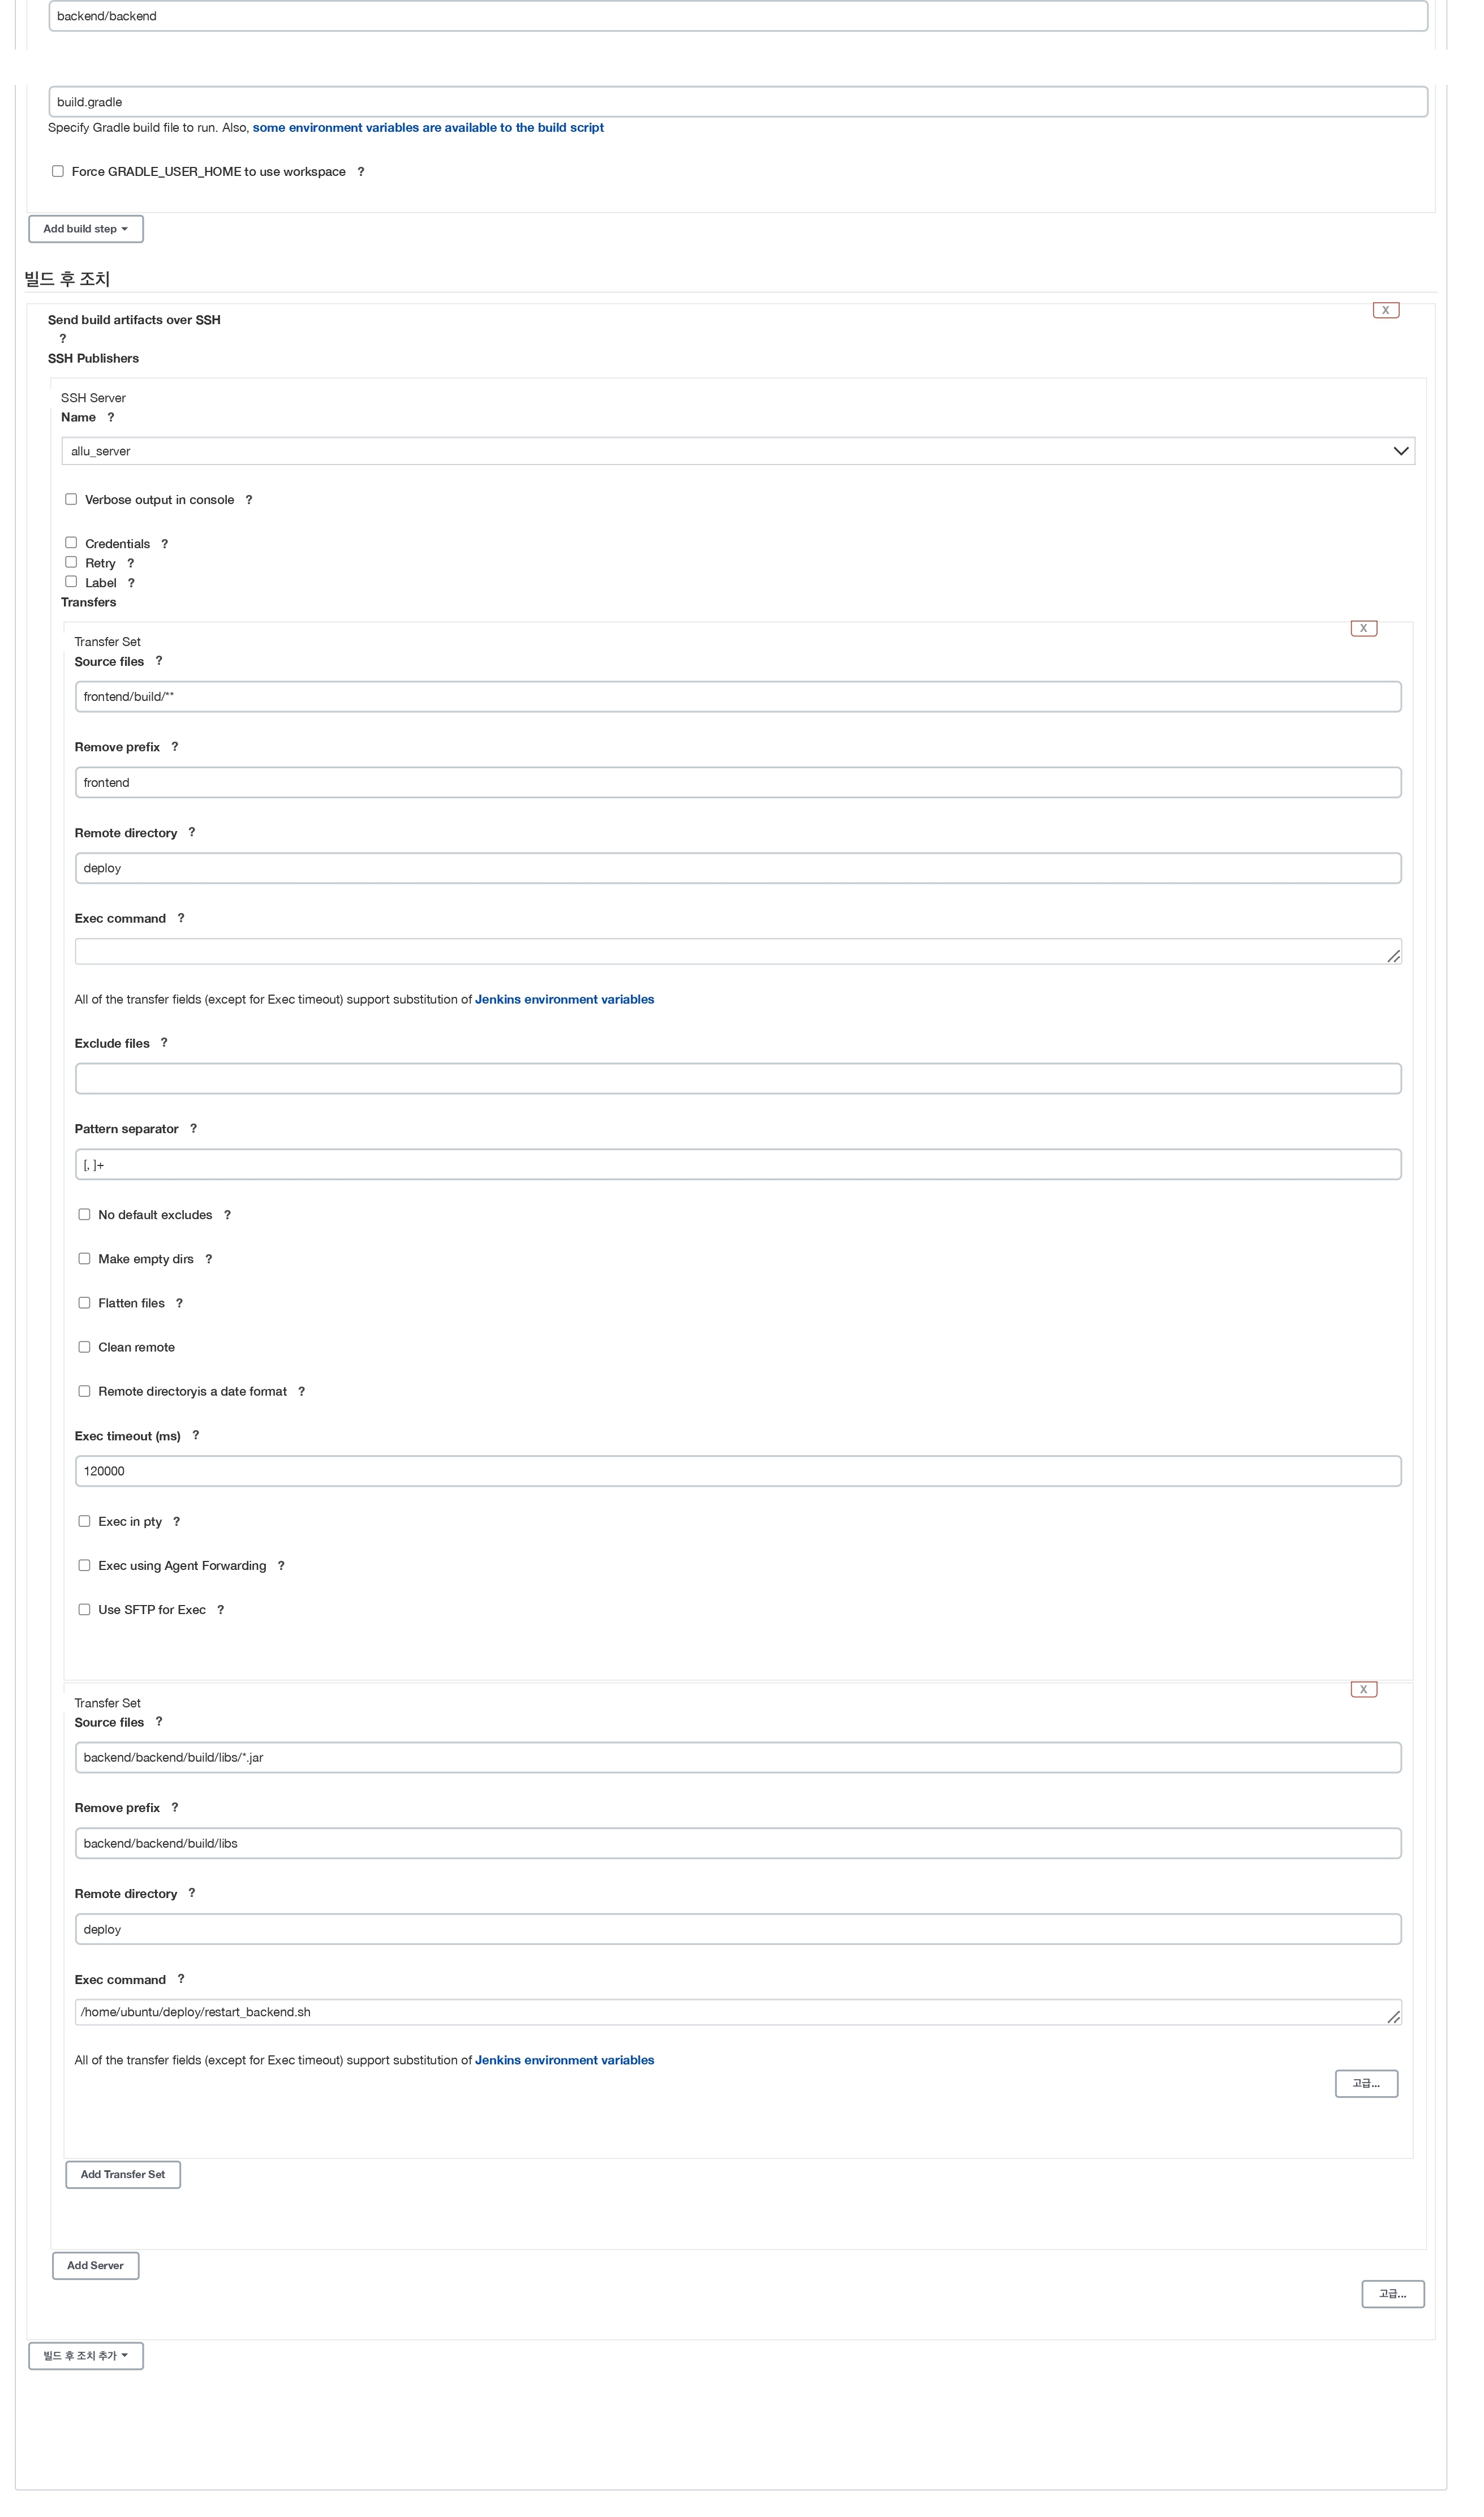 backend/backend
build.gradle
Specify Gradle build file to run. Also, some environment variables are available to the build script
Force GRADLE_USER_HOME to use workspace ?
Add build step
빌드 후 조치
X
Send build artifacts over SSH
?
SSH Publishers
SSH Server
Name ?
allu_server
Verbose output in console ?
Credentials ?
Retry ?
Label ?
Transfers
X
Transfer Set
Source files ?
frontend/build/**
Remove prefix ?
frontend
Remote directory ?
deploy
Exec command ?
All of the transfer fields (except for Exec timeout) support substitution of Jenkins environment variables
Exclude files ?
Pattern separator ?
[, ]+
No default excludes ?
Make empty dirs ?
Flatten files ?
Clean remote
Remote directoryis a date format ?
Exec timeout (ms) ?
120000
Exec in pty ?
Exec using Agent Forwarding ?
Use SFTP for Exec ?
X
Transfer Set
Source files ?
backend/backend/build/libs/*.jar
Remove prefix ?
backend/backend/build/libs
Remote directory ?
deploy
Exec command ?
/home/ubuntu/deploy/restart_backend.sh
All of the transfer fields (except for Exec timeout) support substitution of Jenkins environment variables
고급...
Add Transfer Set
Add Server
고급...
빌드 후 조치 추가